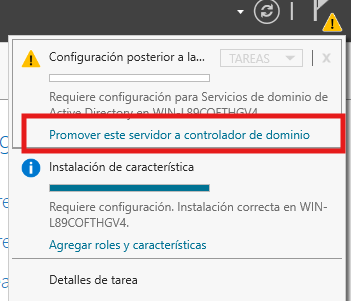 Configuración posterior a la...
TAREAS
X
Requiere configuración para Servicios de dominio de
Active Directory en WIN-L89COFTHGV4
Promover este servidor a controlador de dominio
Instalación de característica
Requiere configuración. Instalación correcta en WIN-
L89COFTHGV4.
Agregar roles y características
Detalles de tarea